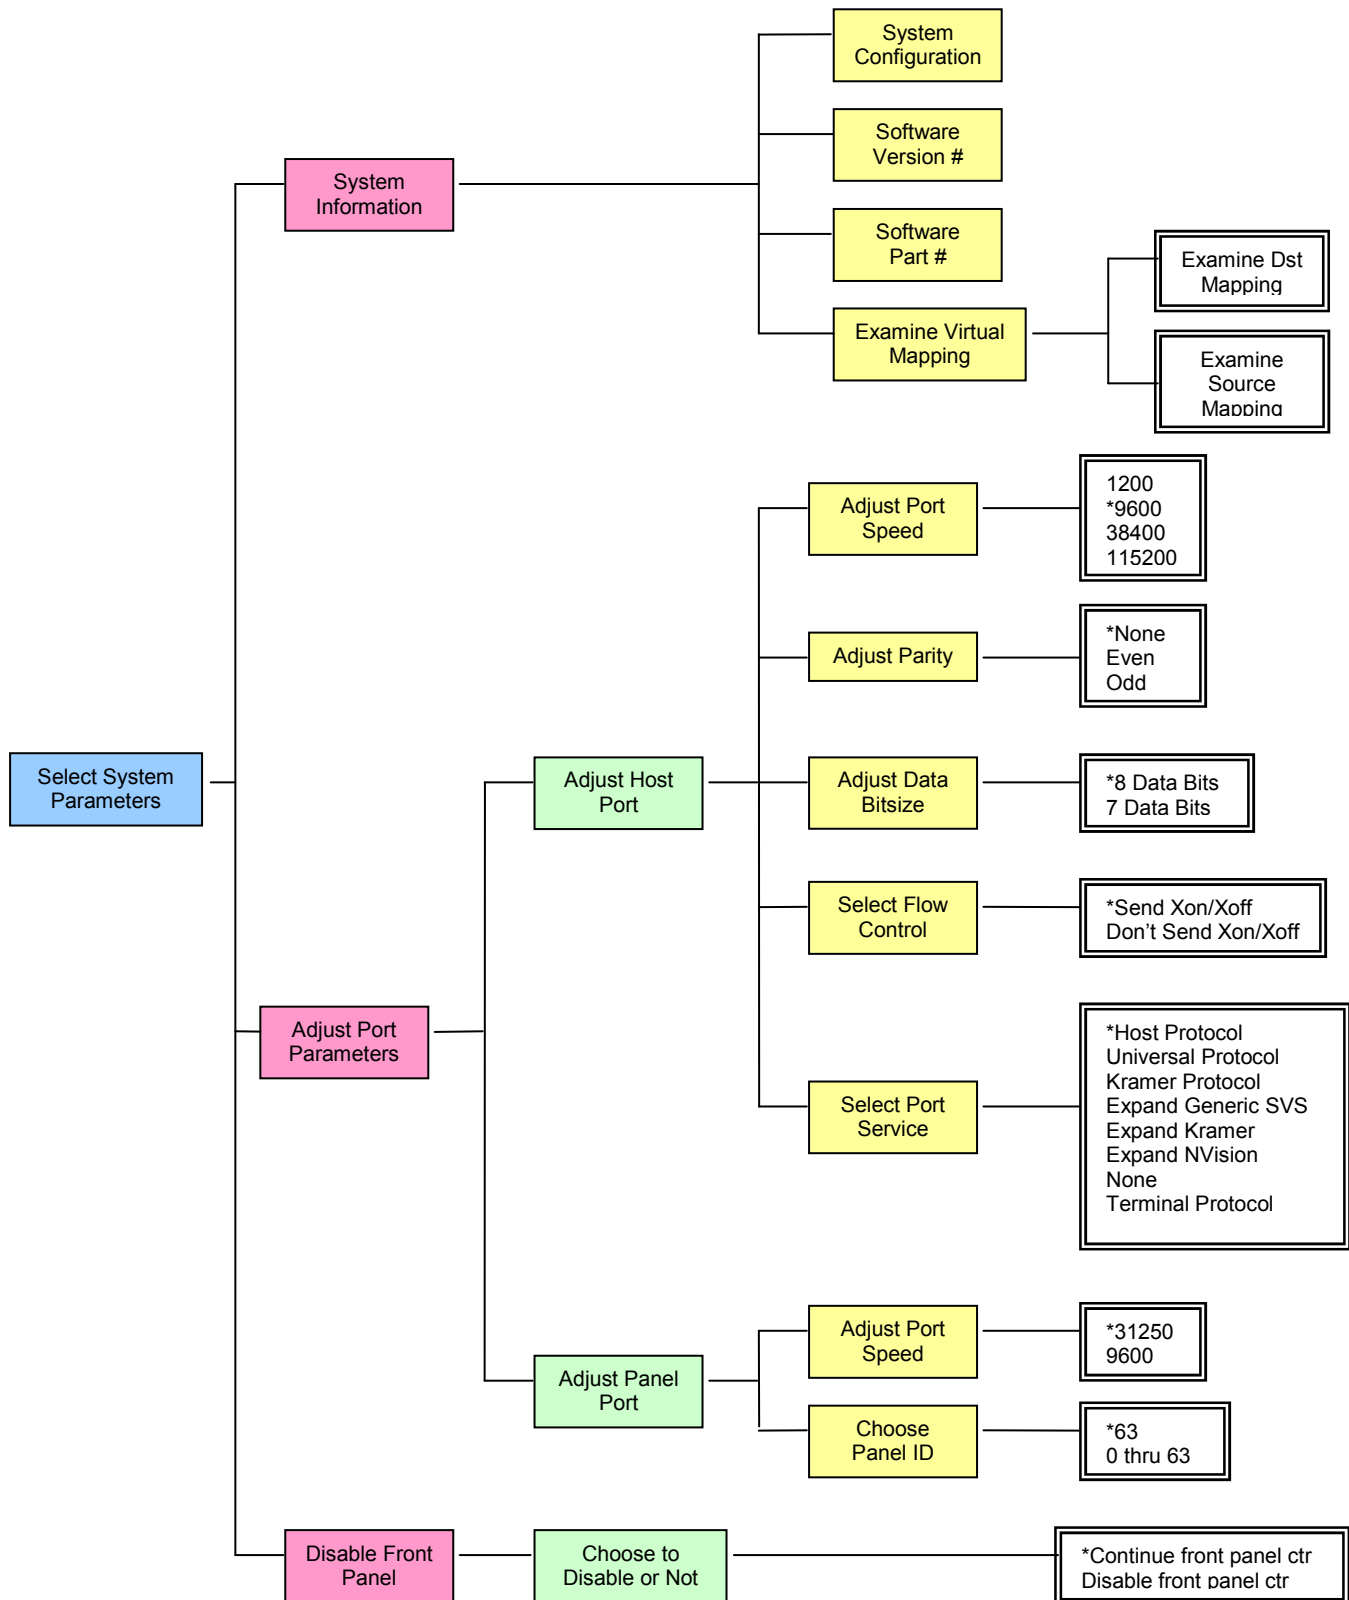 System
Configuration
Software
Version #
System
Information
Software
Part #
Examine Dst
Mapping
Examine Virtual
Mapping
Examine
Source
Mapping
Adjust Port
Speed
1200
*9600
38400
115200
Adjust Parity
*None
Even
Odd
Select System
Parameters
Adjust Host
Port
Adjust Data
Bitsize
*8 Data Bits
7 Data Bits
Select Flow
Control
*Send Xon/Xoff
Don't Send Xon/Xoff
Adjust Port
Parameters
Select Port
Service
*Host Protocol
Universal Protocol
Kramer Protocol
Expand Generic SVS
Expand Kramer
Expand NVision
None
Terminal Protocol
Adjust Port
Speed
*31250
9600
Adjust Panel
Port
Choose
Panel ID
*63
0 thru 63
Disable Front
Panel
Choose to
Disable or Not
*Continue front panel ctr
Disable front panel ctr